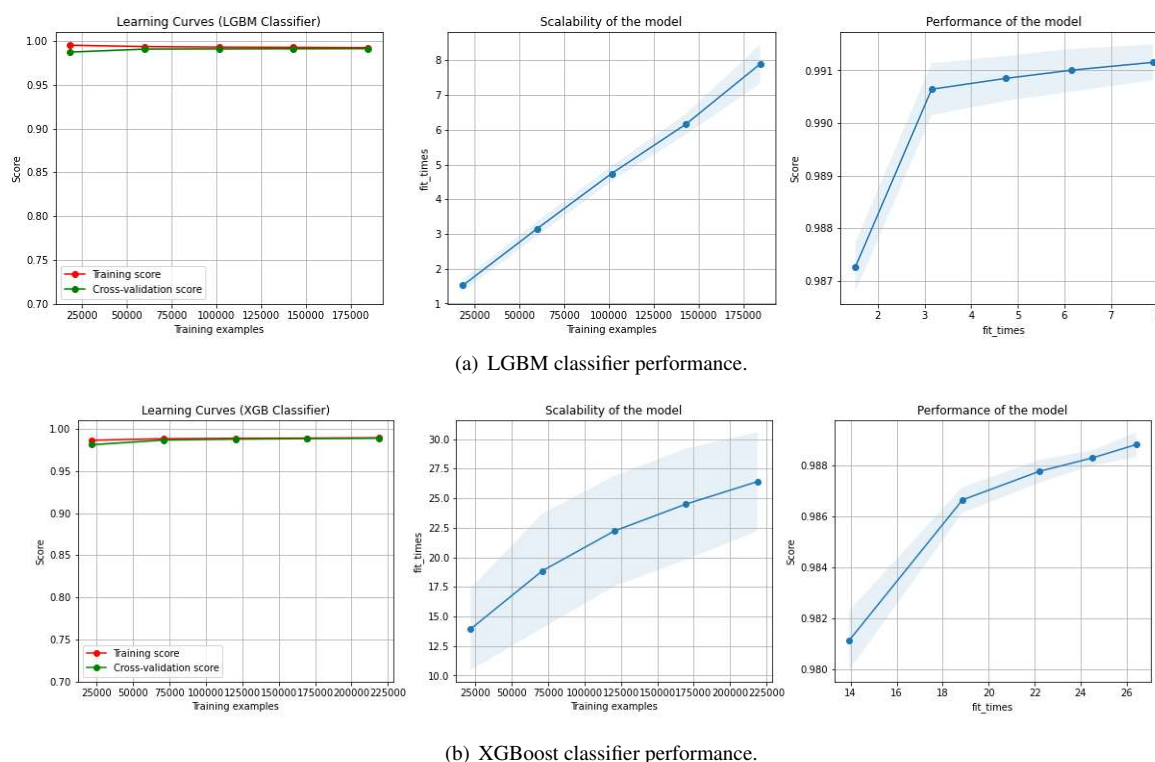 Learning Curves (LGBM Classifier)
1.00
0.95
0.90
0.85
0.80
0.75
0.70
Score
Training score
Cross-validation score
25000 50000 75000 100000 125000 150000 175000
Training examples
Scalability of the model
8
7
6
5
4
3
2
1
fit_times
25000 50000 75000 100000 125000 150000 175000
Training examples
Performance of the model
0.991
0.990
0.989
0.988
0.987
Score
2 3 4 5 6 7
fit_times
(a) LGBM classifier performance.
Learning Curves (XGB Classifier)
1.00
0.95
0.90
0.85
0.80
0.75
0.70
Score
Training score
Cross-validation score
25000 50000 75000 100000 125000 150000 175000 200000 225000
Training examples
Scalability of the model
30.0
27.5
25.0
22.5
20.0
17.5
15.0
12.5
10.0
fit_times
25000 50000 75000 100000 125000 150000 175000 200000 225000
Training examples
Performance of the model
0.988
0.986
0.984
0.982
0.980
Score
14 16 18 20 22 24 26
fit_times
(b) XGBoost classifier performance.